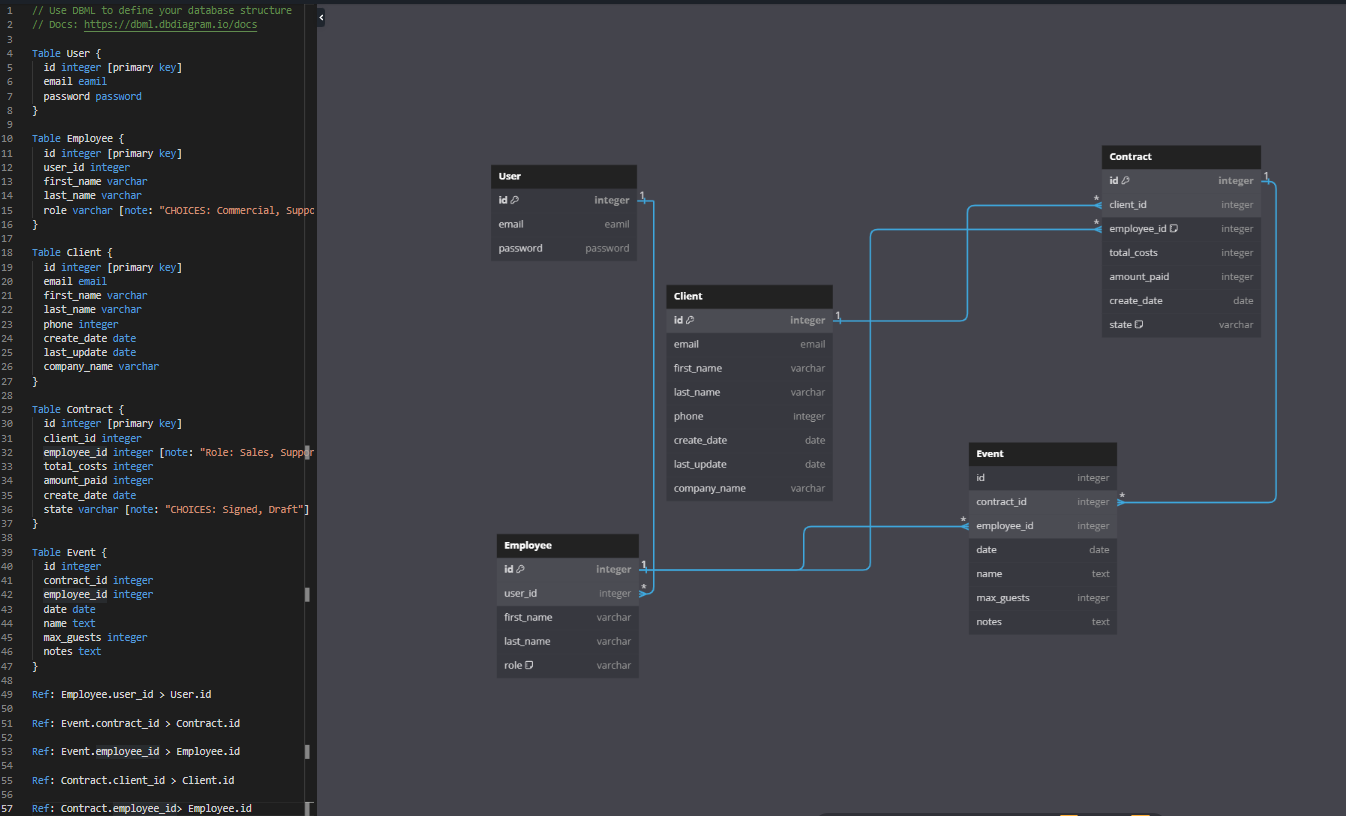 1 // Use DBML to define your database structure
2 // Docs: https://dbml.dbdiagram.io/docs
3
4 Table User {
5 id integer [primary key]
6 email eamil
7 password password
8 }
9
10 Table Employee {
11 id integer [primary key]
12 user_id integer
13 first_name varchar
14 last_name varchar
15 role varchar [note: "CHOICES: Commercial, Suppo
16 }
17
18 Table Client {
19 id integer [primary key]
20 email email
21 first_name varchar
22 last_name varchar
23 phone integer
24 create_date date
25 last_update date
26 company_name varchar
27 }
28
29 Table Contract {
30 id integer [primary key]
31 client_id integer
32 employee_id integer [note: "Role: Sales, Suppor
33 total_costs integer
34 amount_paid integer
35 create_date date
36 state varchar [note: "CHOICES: Signed, Draft"]
37 }
38
39 Table Event {
40 id integer
41 contract_id integer
42 employee_id integer
43 date date
44 name text
45 max_guests integer
46 notes text
47 }
48
49 Ref: Employee.user_id > User.id
50
51 Ref: Event.contract_id > Contract.id
52
53 Ref: Event.employee_id > Employee.id
54
55 Ref: Contract.client_id > Client.id
56
57 Ref: Contract.employee_id> Employee.id
User
id integer 1
email eamil
password password
Client
id integer 1
email email
first_name varchar
last_name varchar
phone integer
create_date date
last_update date
company_name varchar
Employee
id integer 1
user_id integer *
first_name varchar
last_name varchar
role varchar
Contract
id integer 1
* client_id integer
* employee_id integer
total_costs integer
amount_paid integer
create_date date
state varchar
Event
id integer
contract_id integer *
* employee_id integer
date date
name text
max_guests integer
notes text